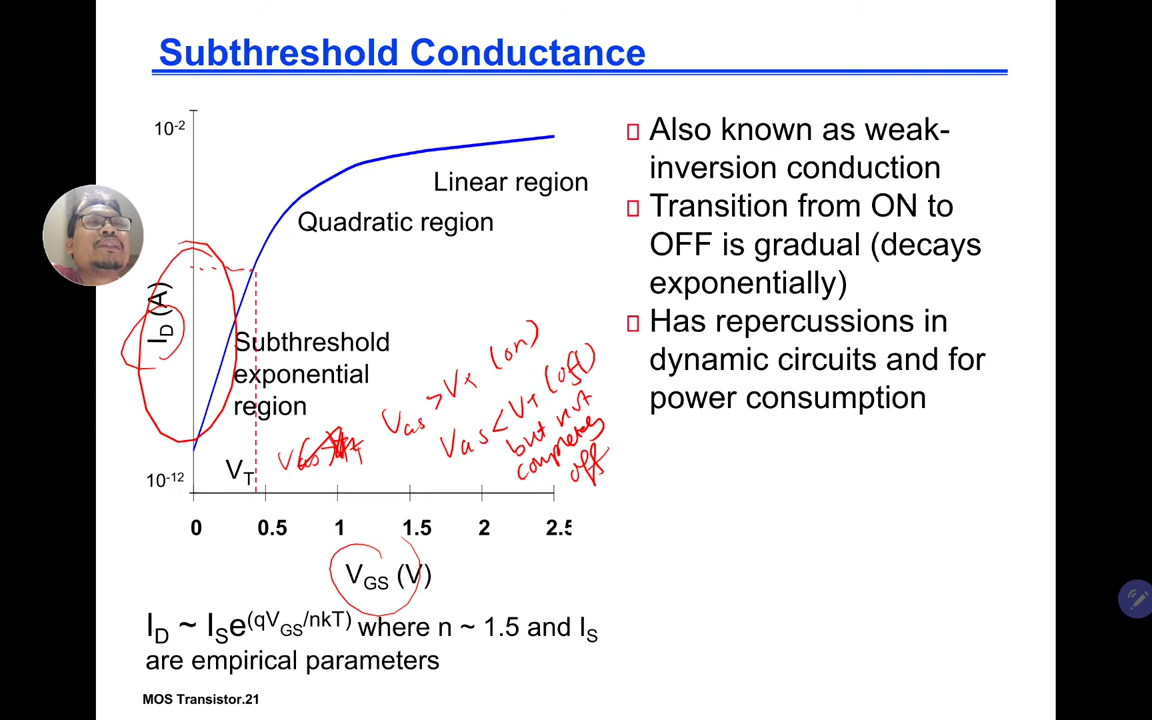 Subthreshold Conductance
10-2
Linear region
Quadratic region
ID (A)
Subthreshold
exponential
region
VT
10-12
0 0.5 1 1.5 2 2.5
VGS (V)
VGS > VT (on)
VGS < VT (off)
but not
completely
off
ID ~ ISe(qVGS/nkT) where n ~ 1.5 and IS
are empirical parameters
MOS Transistor.21
Also known as weak-
inversion conduction
Transition from ON to
OFF is gradual (decays
exponentially)
Has repercussions in
dynamic circuits and for
power consumption